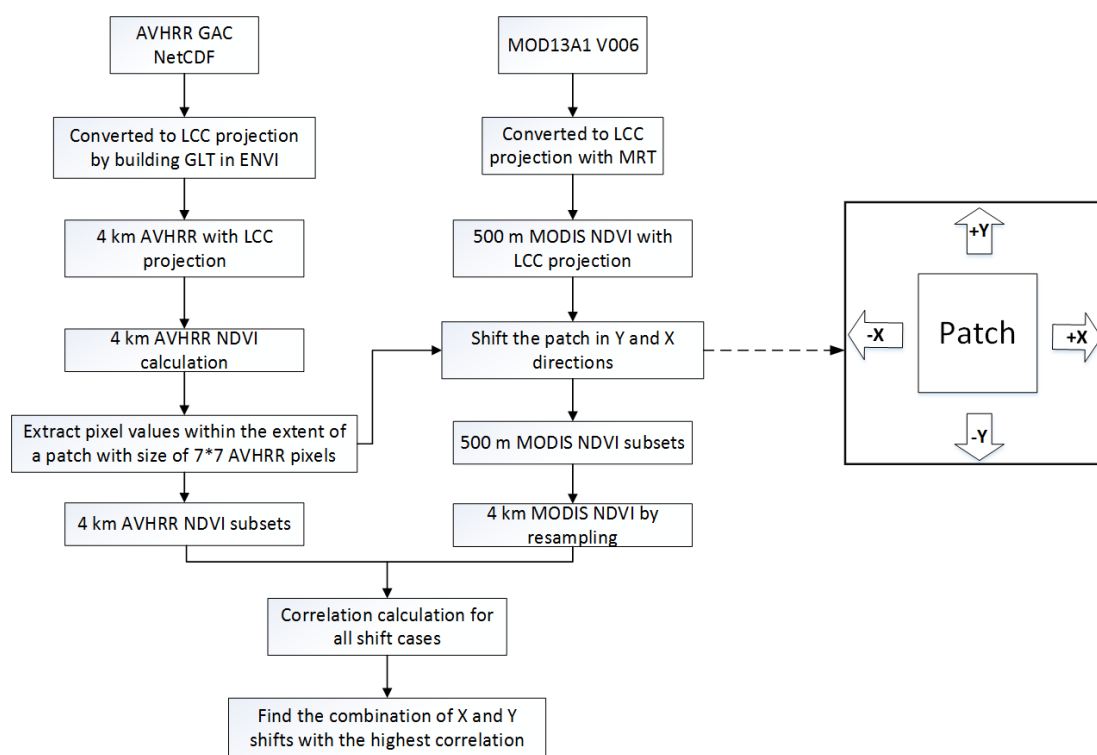 AVHRR GAC
NetCDF
Converted to LCC projection
by building GLT in ENVI
4 km AVHRR with LCC
projection
4 km AVHRR NDVI
calculation
Extract pixel values within the extent of
a patch with size of 7*7 AVHRR pixels
4 km AVHRR NDVI subsets
MOD13A1 V006
Converted to LCC
projection with MRT
500 m MODIS NDVI with
LCC projection
Shift the patch in Y and X
directions
500 m MODIS NDVI subsets
4 km MODIS NDVI by
resampling
Correlation calculation for
all shift cases
Find the combination of X and Y
shifts with the highest correlation
+Y
-X
Patch
+X
-Y